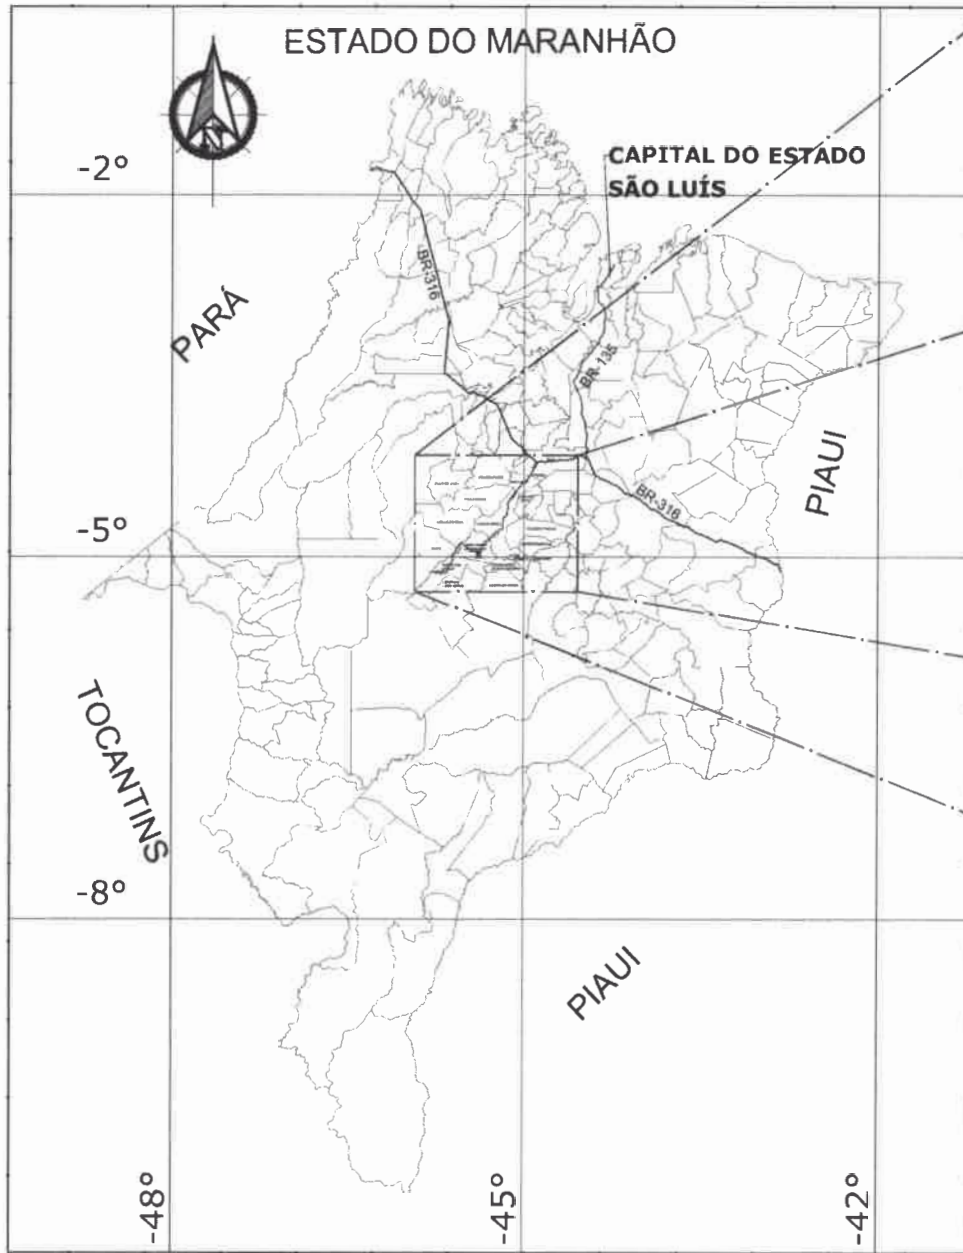 ESTADO DO MARANHÃO
N
CAPITAL DO ESTADO
SÃO LUÍS
-2°
BR-316
PARÁ
BR-135
PIAUI
BR-316
-5°
TOCANTINS
-8°
PIAUI
-48°
-45°
-42°